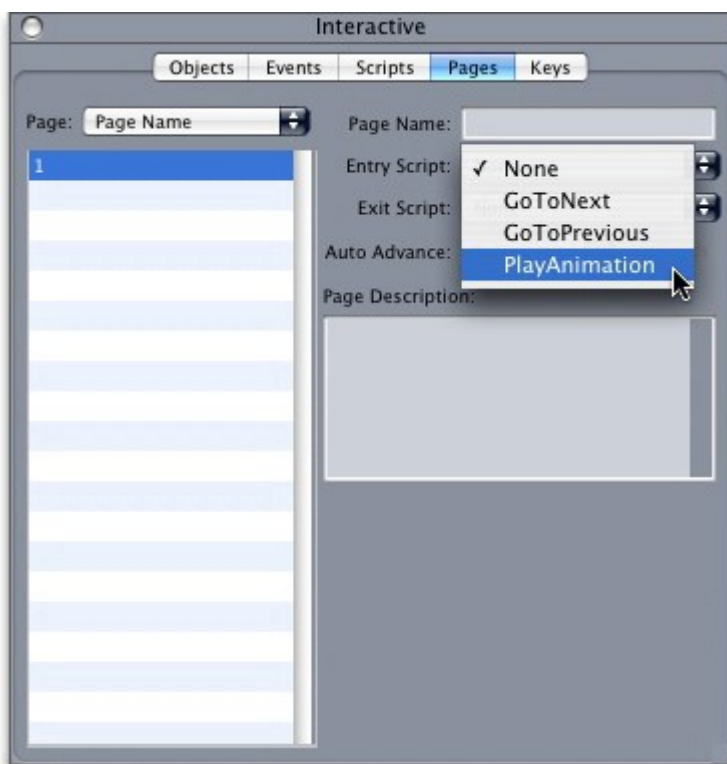 Interactive
Objects Events Scripts Pages Keys
Page: Page Name
Page Name:
1
Entry Script: ✓ None
GoToNext
Exit Script:
GoToPrevious
Auto Advance:
PlayAnimation
Page Description: